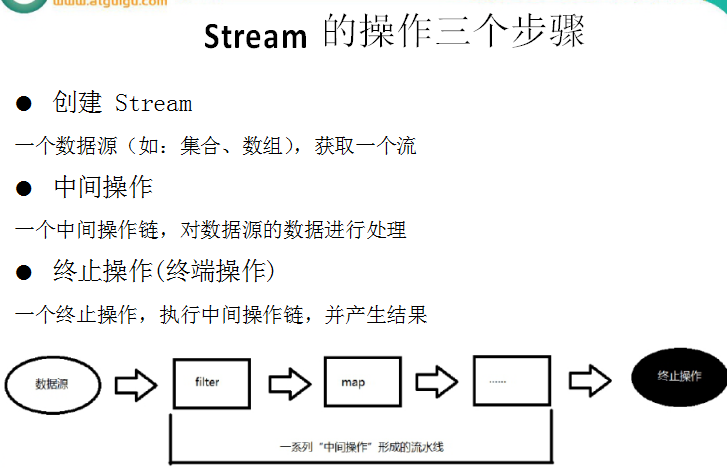 www.atguigu.com
Stream 的操作三个步骤
● 创建 Stream
一个数据源（如：集合、数组），获取一个流
● 中间操作
一个中间操作链，对数据源的数据进行处理
● 终止操作(终端操作)
一个终止操作，执行中间操作链，并产生结果
数据源 filter map ...... 终止操作
一系列“中间操作”形成的流水线